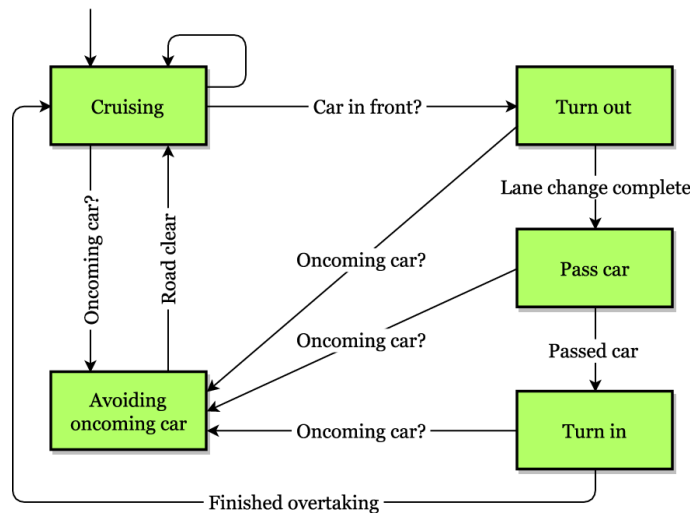 Cruising
Car in front?
Turn out
Lane change complete
Oncoming car?
Road clear
Oncoming car?
Pass car
Oncoming car?
Passed car
Avoiding
oncoming car
Oncoming car?
Turn in
Finished overtaking